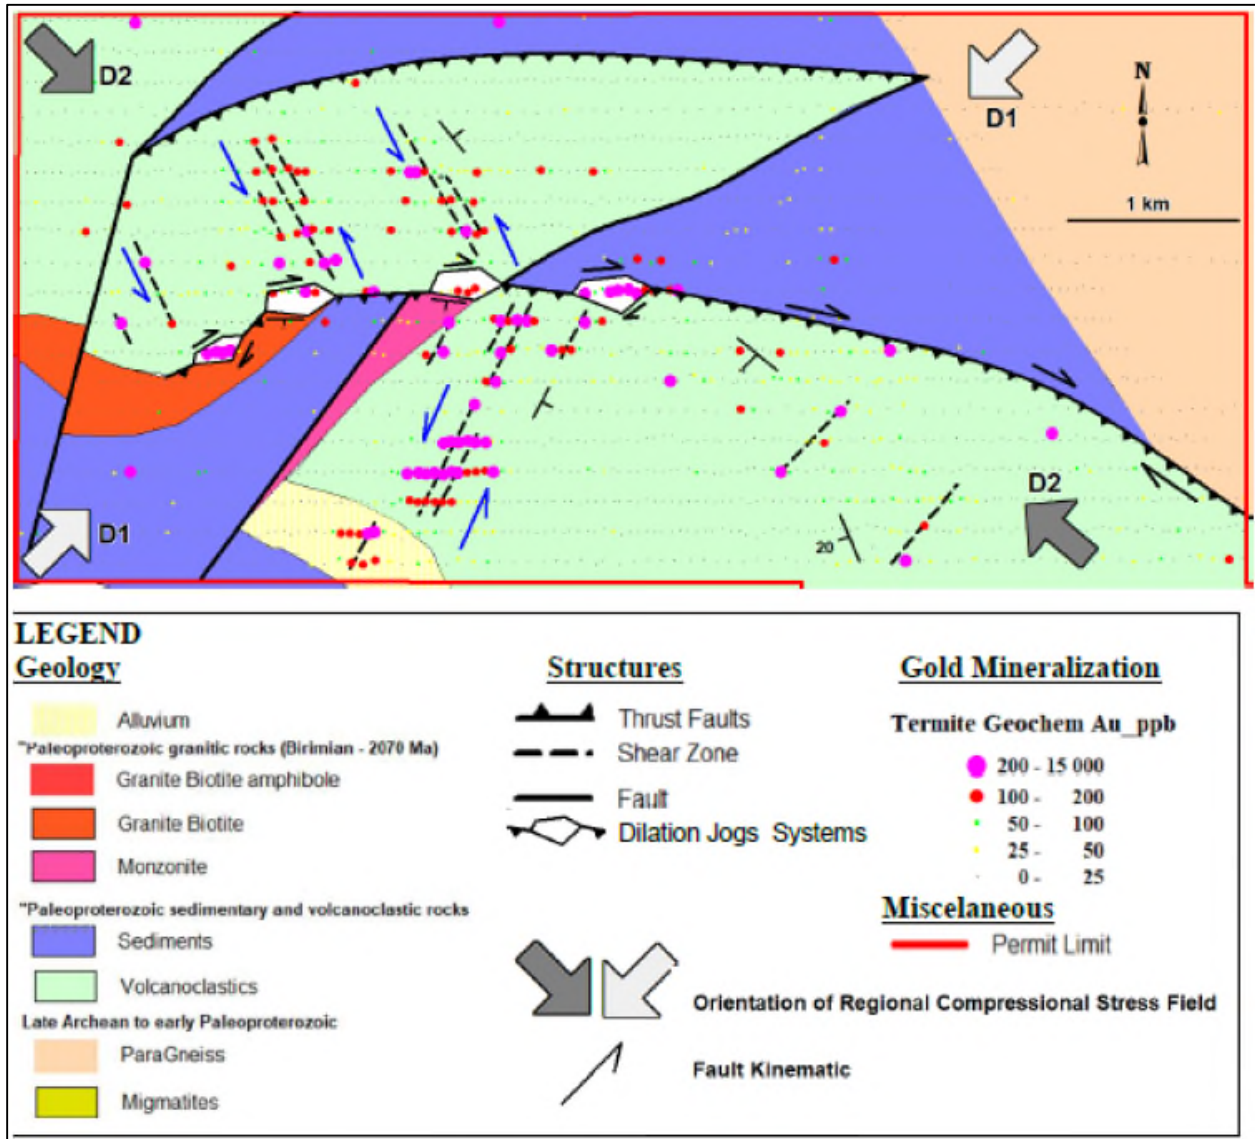 D2
D1
N
1 km
D1
D2
20
LEGEND
Geology
Alluvium
"Paleoproterozoic granitic rocks (Birimian - 2070 Ma)
Granite Biotite amphibole
Granite Biotite
Monzonite
"Paleoproterozoic sedimentary and volcanoclastic rocks
Sediments
Volcanoclastics
Late Archean to early Paleoproterozoic
ParaGneiss
Migmatites
Structures
Thrust Faults
Shear Zone
Fault
Dilation Jogs Systems
Orientation of Regional Compressional Stress Field
Fault Kinematic
Gold Mineralization
Termite Geochem Au_ppb
200 - 15 000
100 - 200
50 - 100
25 - 50
0 - 25
Miscelaneous
Permit Limit